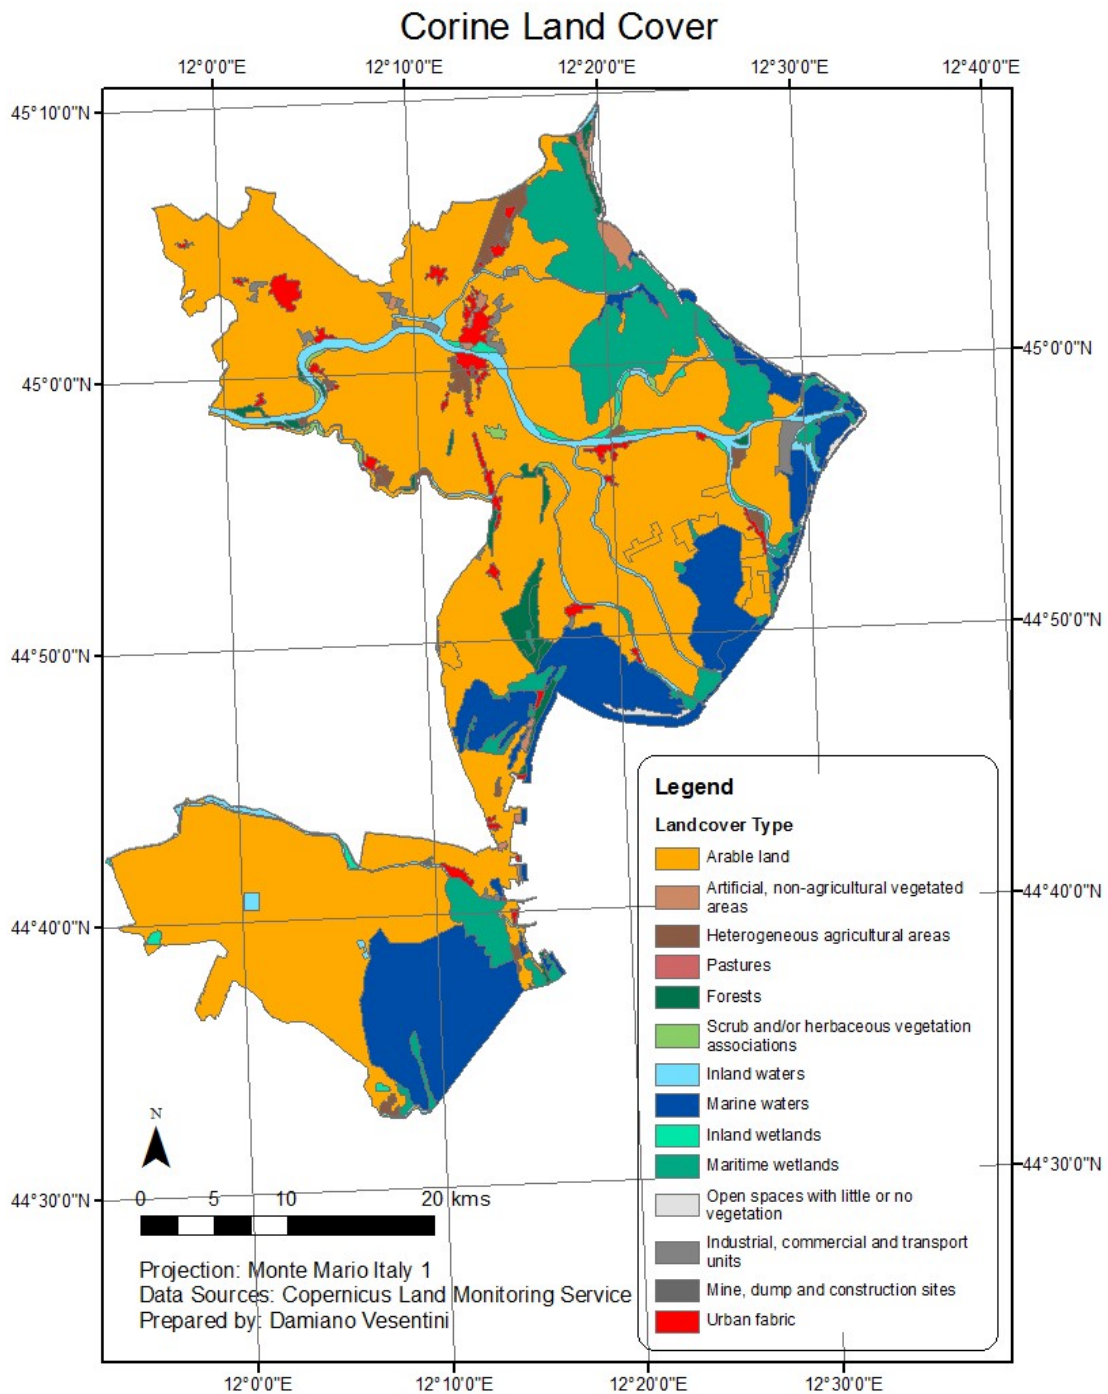 Corine Land Cover
12°0'0"E
12°10'0"E
12°20'0"E
12°30'0"E
12°40'0"E
45°10'0"N
45°0'0"N
45°0'0"N
44°50'0"N
44°50'0"N
44°40'0"N
44°40'0"N
44°30'0"N
44°30'0"N
Legend
Landcover Type
Arable land
Artificial, non-agricultural vegetated
areas
Heterogeneous agricultural areas
Pastures
Forests
Scrub and/or herbaceous vegetation
associations
Inland waters
Marine waters
Inland wetlands
Maritime wetlands
Open spaces with little or no
vegetation
Industrial, commercial and transport
units
Mine, dump and construction sites
Urban fabric
N
0 5 10 20 kms
Projection: Monte Mario Italy 1
Data Sources: Copernicus Land Monitoring Service
Prepared by: Damiano Vesentini
12°0'0"E
12°10'0"E
12°20'0"E
12°30'0"E